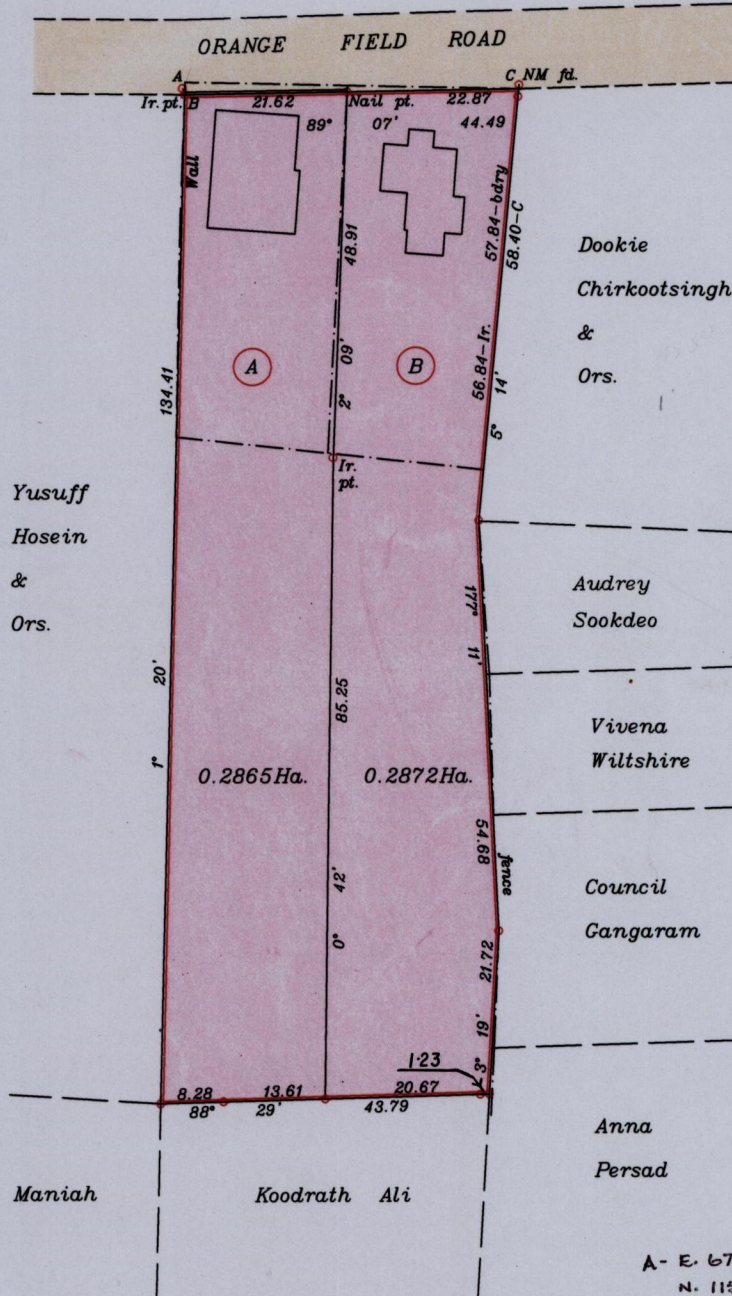 ORANGE FIELD ROAD
A
C NM fd.
Ir. pt. B 21.62 Nail pt. 22.87
89° 07' 44.49
Wall
48.91
57.84-bdry
58.40-C
Dookie
Chirkootsingh
&
Ors.
134.41
A
09'
2°
B
56.84-Ir.
14'
5°
Ir.
pt.
Yusuff
Hosein
&
Ors.
177°
11'
Audrey
Sookdeo
20'
1°
85.25
Vivena
Wiltshire
0.2865Ha. 0.2872Ha.
54.68
fence
42'
0°
Council
Gangaram
21.72
19'
3°
1.23
8.28 13.61 20.67
88° 29' 43.79
Anna
Persad
Maniah
Koodrath Ali
A- E. 67
N. 115